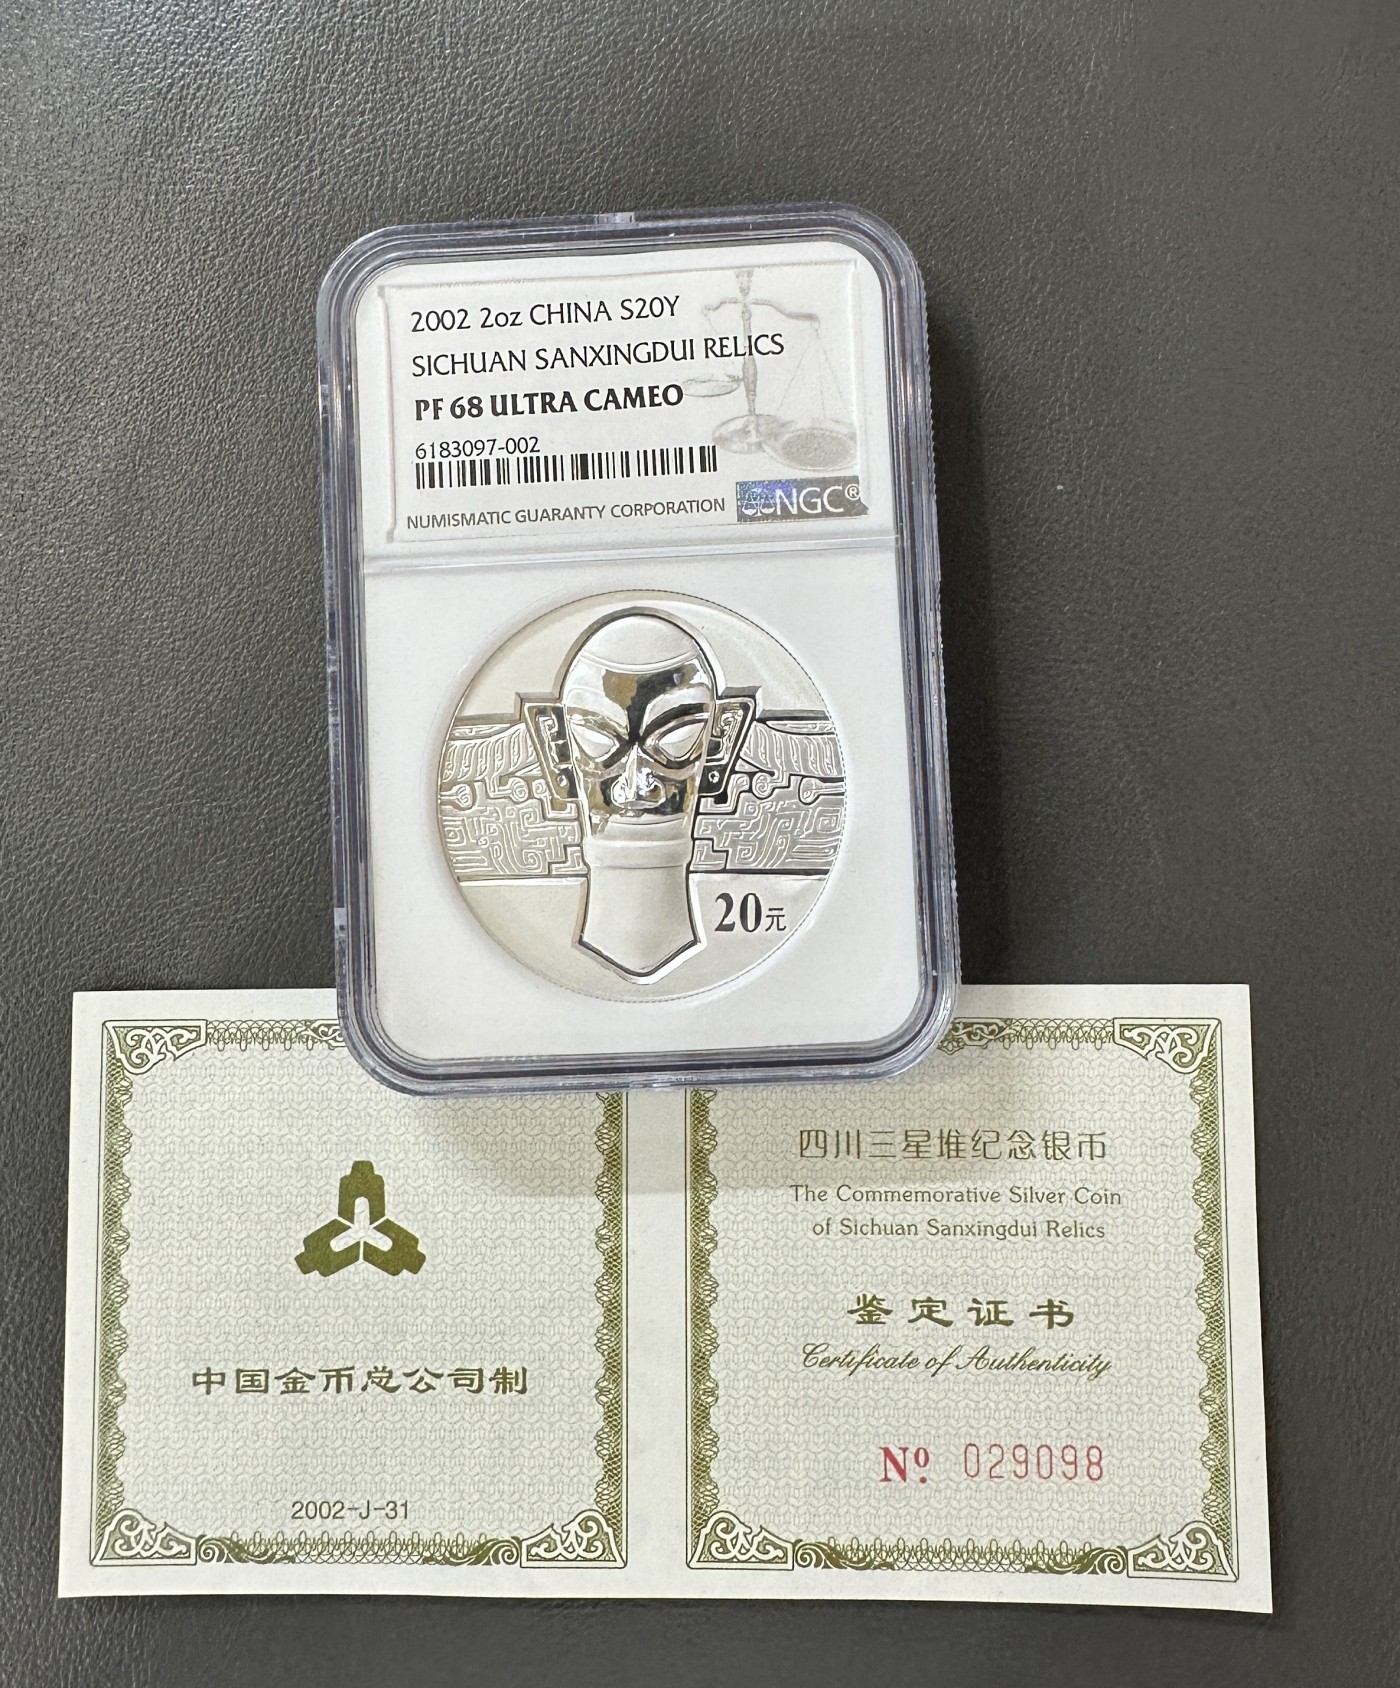 2002 2oz CHINA S20Y
SICHUAN SANXINGDUI RELICS
PF 68 ULTRA CAMEO
6183097-002
NUMISMATIC GUARANTY CORPORATION NGC®
20元
中国金币总公司制
2002-J-31
四川三星堆纪念银币
The Commemorative Silver Coin
of Sichuan Sanxingdui Relics
鉴定证书
Certificate of Authenticity
Nº 029098